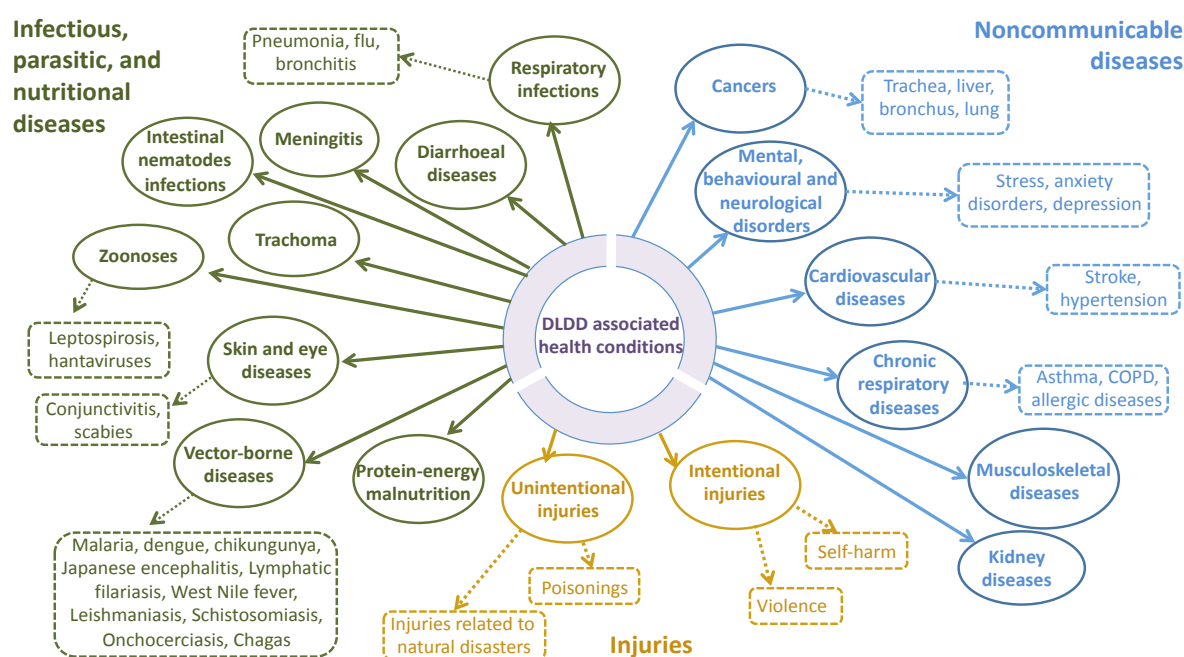 Infectious,
parasitic, and
nutritional
diseases
Pneumonia, flu,
bronchitis
Respiratory
infections
Intestinal
nematodes
infections
Meningitis
Diarrhoeal
diseases
Zoonoses
Trachoma
Leptospirosis,
hantaviruses
Skin and eye
diseases
Conjunctivitis,
scabies
Vector-borne
diseases
Protein-energy
malnutrition
Malaria, dengue, chikungunya,
Japanese encephalitis, Lymphatic
filariasis, West Nile fever,
Leishmaniasis, Schistosomiasis,
Onchocerciasis, Chagas
DLDD associated
health conditions
Noncommunicable
diseases
Cancers
Trachea, liver,
bronchus, lung
Mental,
behavioural and
neurological
disorders
Stress, anxiety
disorders, depression
Cardiovascular
diseases
Stroke,
hypertension
Chronic
respiratory
diseases
Asthma, COPD,
allergic diseases
Musculoskeletal
diseases
Kidney
diseases
Unintentional
injuries
Intentional
injuries
Poisonings
Injuries related to
natural disasters
Self-harm
Violence
Injuries